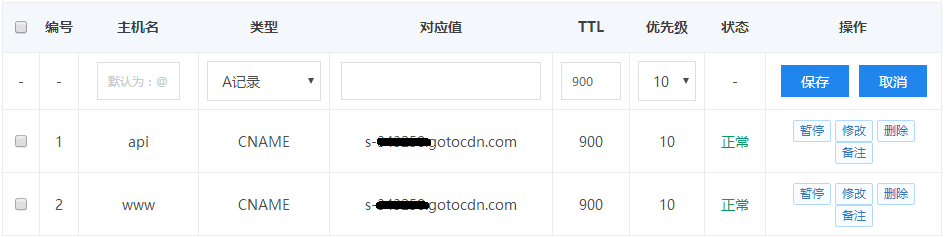 编号 主机名 类型 对应值 TTL 优先级 状态 操作
- - 默认为：@ A记录 900 10 - 保存 取消
1 api CNAME s- .gotocdn.com 900 10 正常 暂停 修改 删除
备注
2 www CNAME s- .gotocdn.com 900 10 正常 暂停 修改 删除
备注